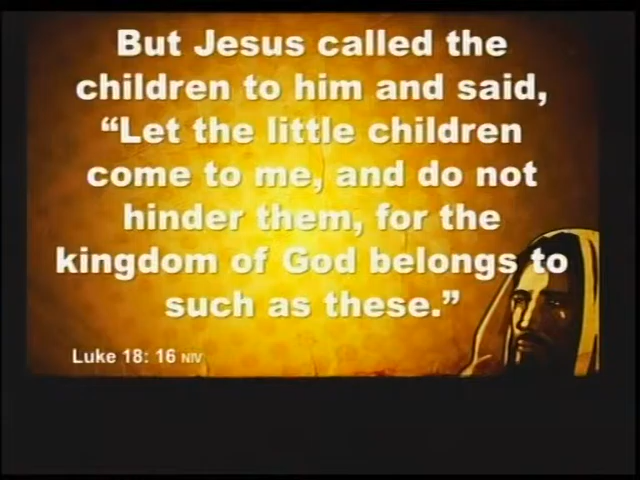 But Jesus called the
children to him and said,
“Let the little children
come to me, and do not
hinder them, for the
kingdom of God belongs to
such as these.”
Luke 18: 16 NIV